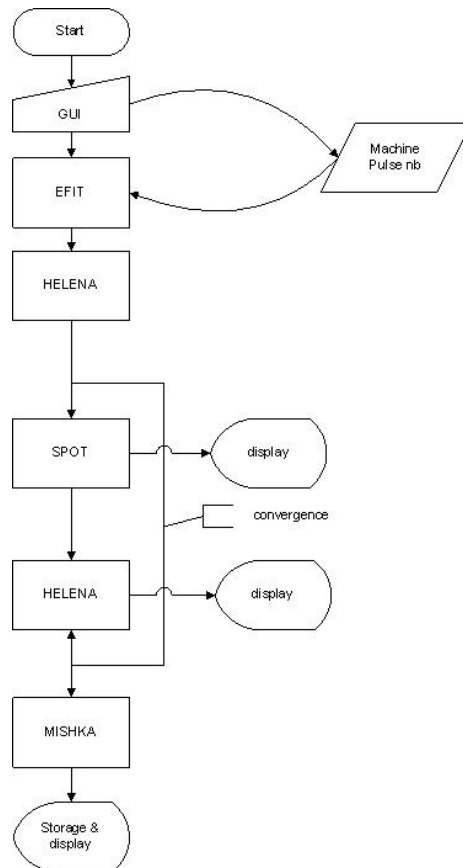 Start
GUI
Machine
Pulse nb
EFIT
HELENA
SPOT
display
convergence
HELENA
display
MISHKA
Storage &
display